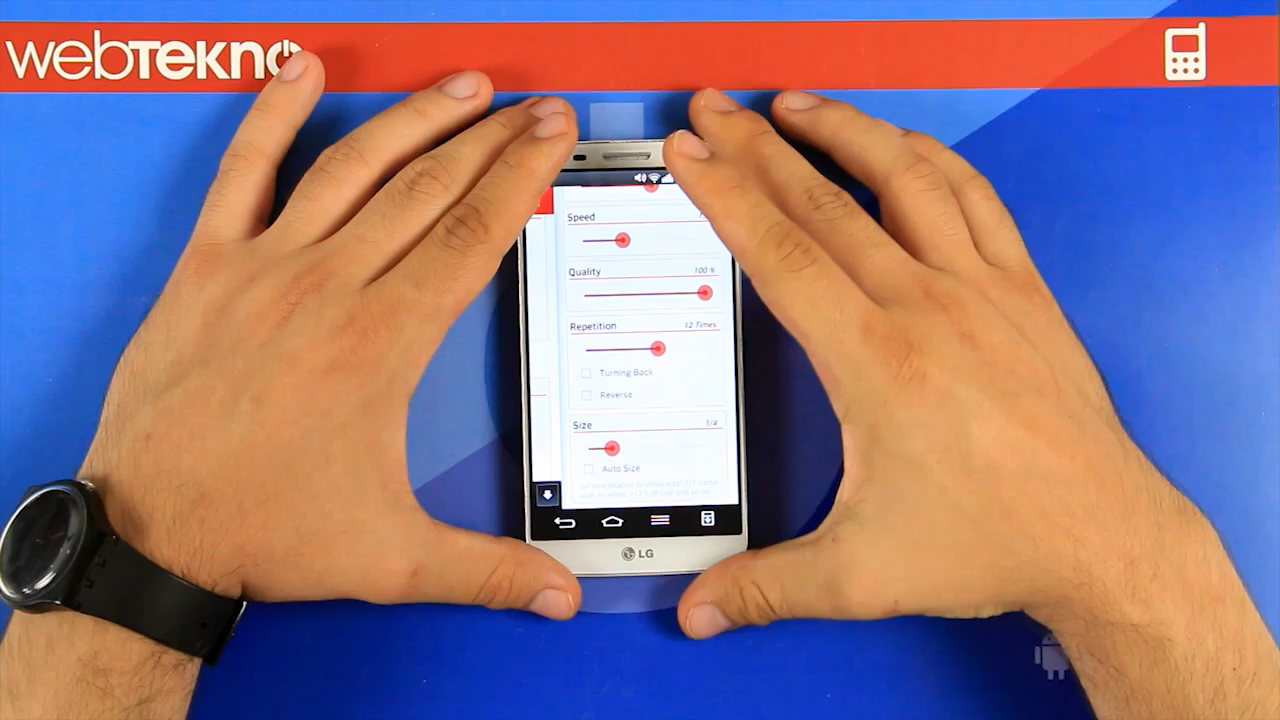 webTEKNO
Speed
Quality
100 %
Repetition
12 Times
Turning Back
Reverse
Size
1/4
Auto Size
LG